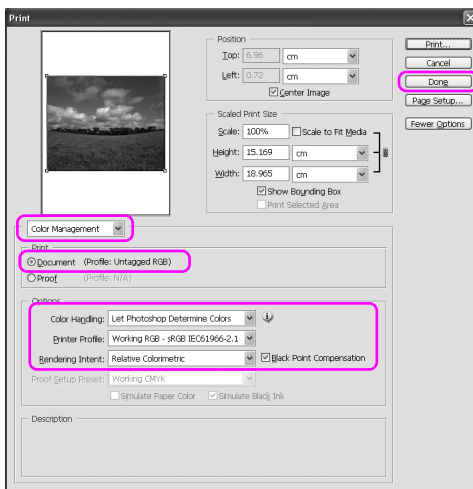 Print
Position
Top: 6.96 cm
Left: 0.72 cm
Center Image
Scaled Print Size
Scale: 100% Scale to Fit Media
Height: 15.169 cm
Width: 18.965 cm
Show Bounding Box
Print Selected Area
Print...
Cancel
Done
Page Setup...
Fewer Options
Color Management
Print
Document (Profile: Untagged RGB)
Proof (Profile: N/A)
Options
Color Handling: Let Photoshop Determine Colors
Printer Profile: Working RGB - sRGB IEC61966-2.1
Rendering Intent: Relative Colorimetric Black Point Compensation
Proof Setup Preset: Working CMYK
Simulate Paper Color Simulate Black Ink
Description